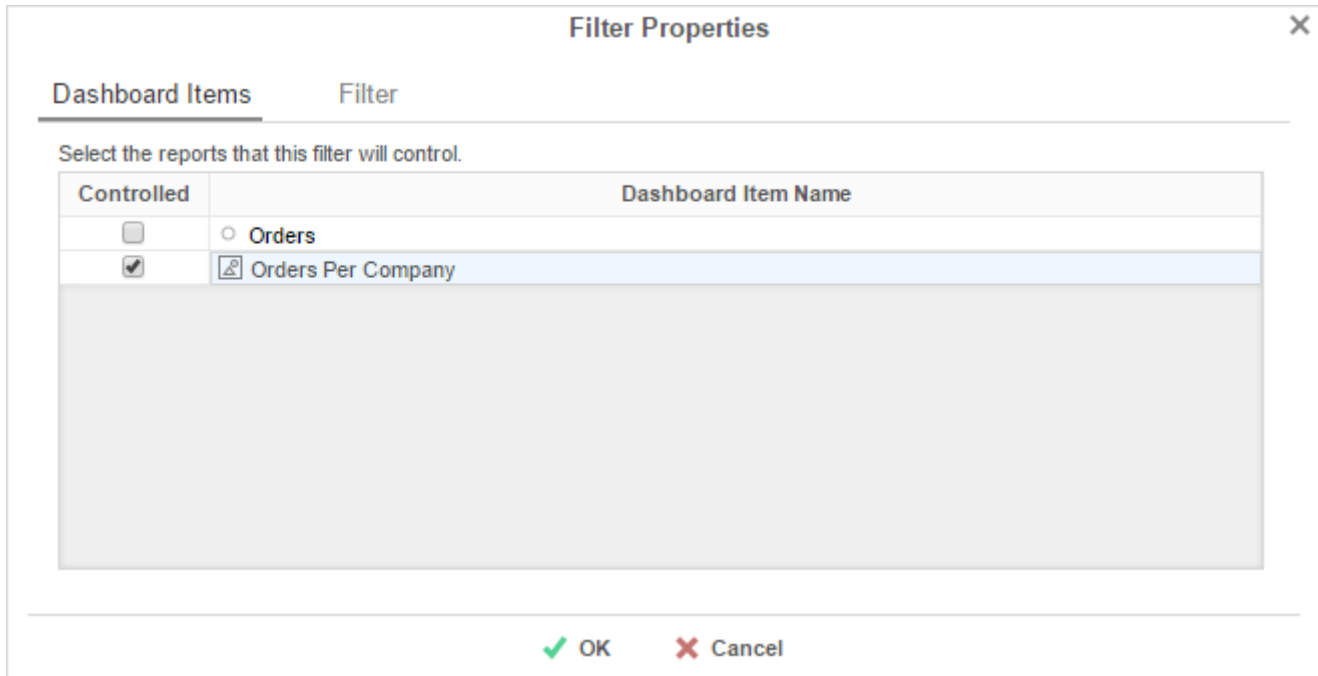 Filter Properties
Dashboard Items Filter
Select the reports that this filter will control.
Controlled Dashboard Item Name
Orders
Orders Per Company
OK Cancel